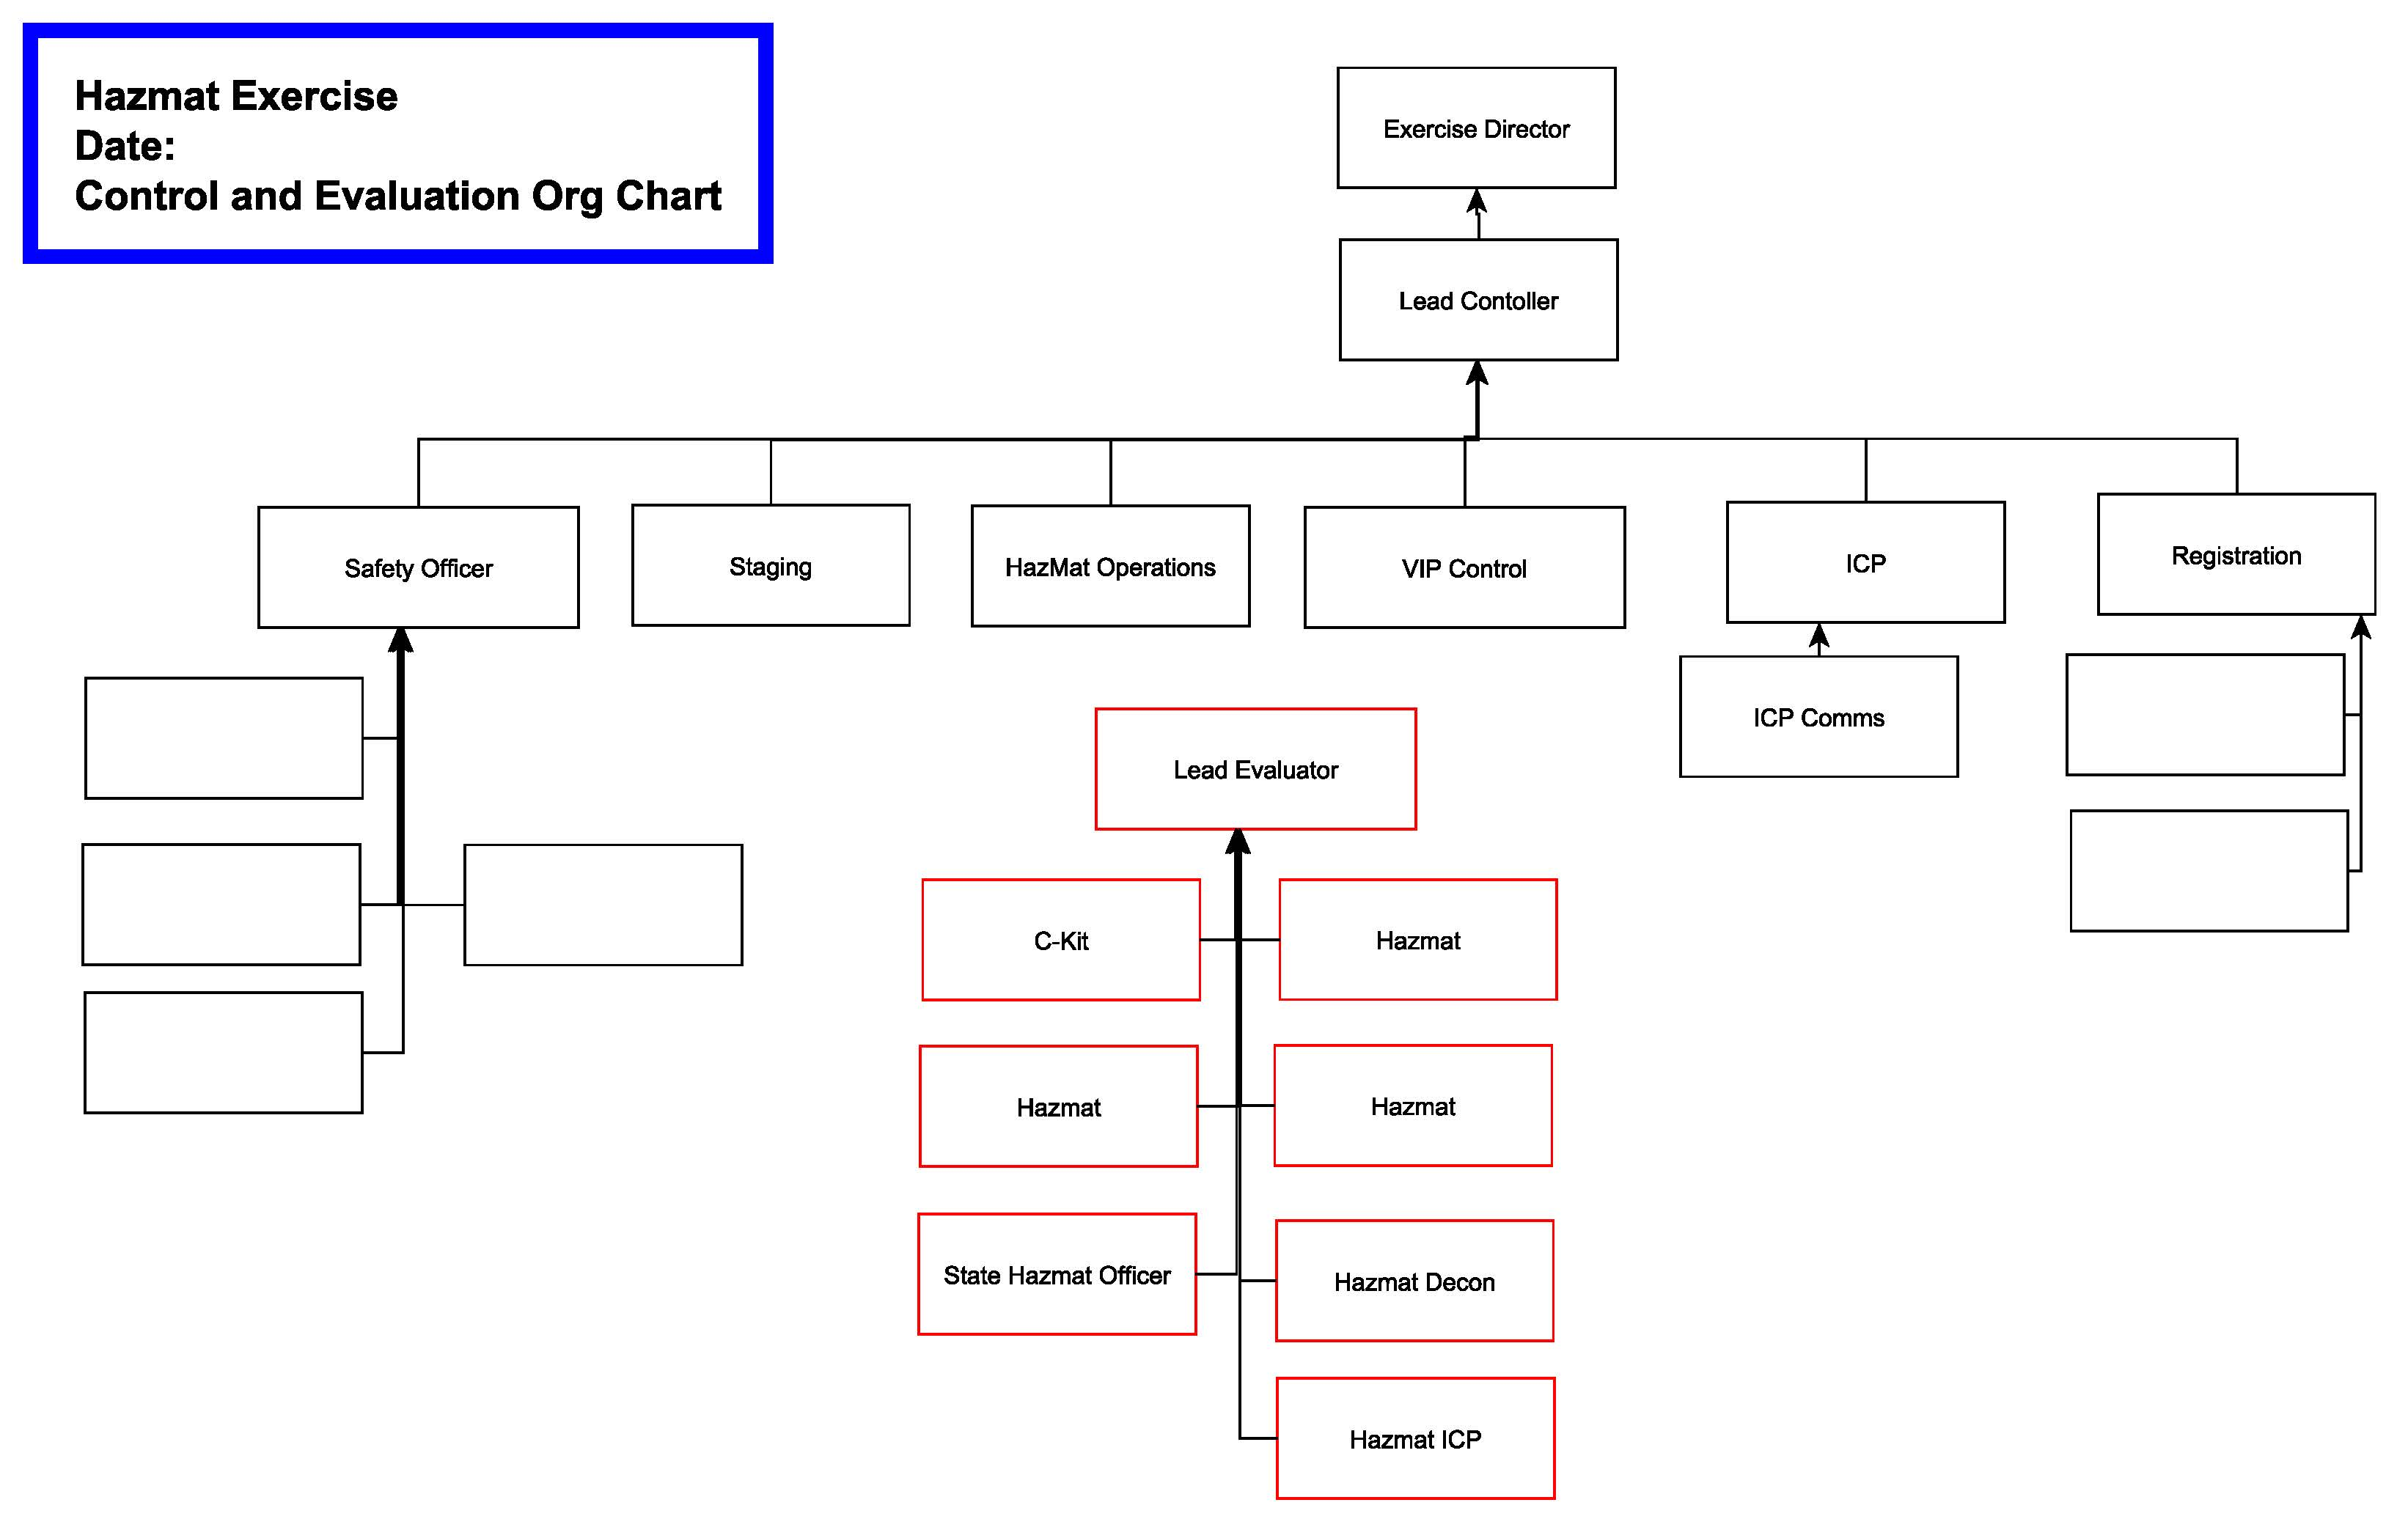 Hazmat Exercise
Date:
Control and Evaluation Org Chart
Exercise Director
Lead Contoller
Safety Officer
Staging
HazMat Operations
VIP Control
ICP
Registration
ICP Comms
Lead Evaluator
C-Kit
Hazmat
Hazmat
Hazmat
State Hazmat Officer
Hazmat Decon
Hazmat ICP